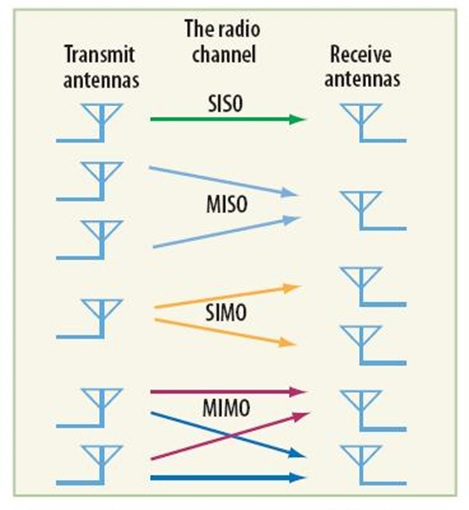 The radio
channel
Transmit
antennas
Receive
antennas
SISO
MISO
SIMO
MIMO